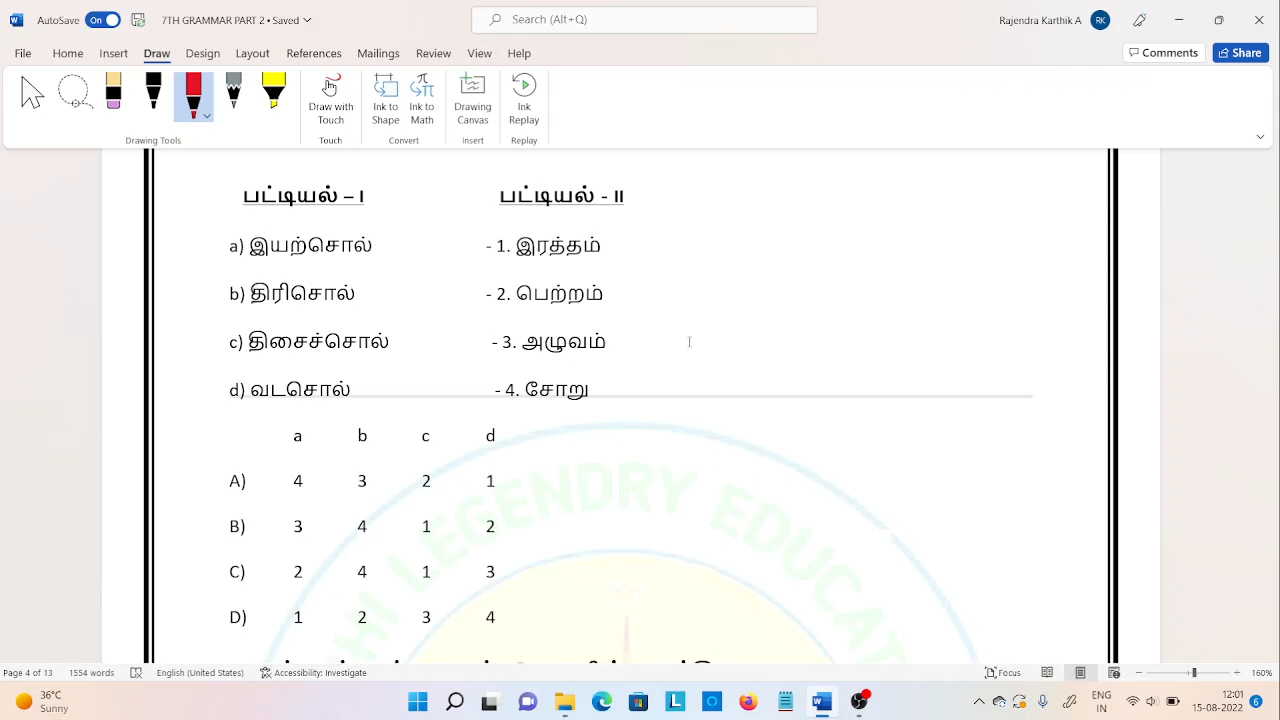 AutoSave On 7TH GRAMMAR PART 1 • Saved Search (Alt+Q) Rajendra Karthik A RK
File Home Insert Draw Design Layout References Mailings Review View Help Comments Share
Draw with Touch Ink to Shape Ink to Math Drawing Canvas Ink Replay
Drawing Tools Touch Convert Insert Replay
பட்டியல் – I பட்டியல் - II
a) இயற்சொல் - 1. இரத்தம்
b) திரிசொல் - 2. பெற்றம்
c) திசைச்சொல் - 3. அழுவம்
d) வடசொல் - 4. சோறு
a b c d
A) 4 3 2 1
B) 3 4 1 2
C) 2 4 1 3
D) 1 2 3 4
LEGENDRY EDUCAT
Page 4 of 13 1554 words English (United States) Accessibility: Investigate Focus 160%
36°C ENG 12:01
Sunny IN 15-08-2022 6